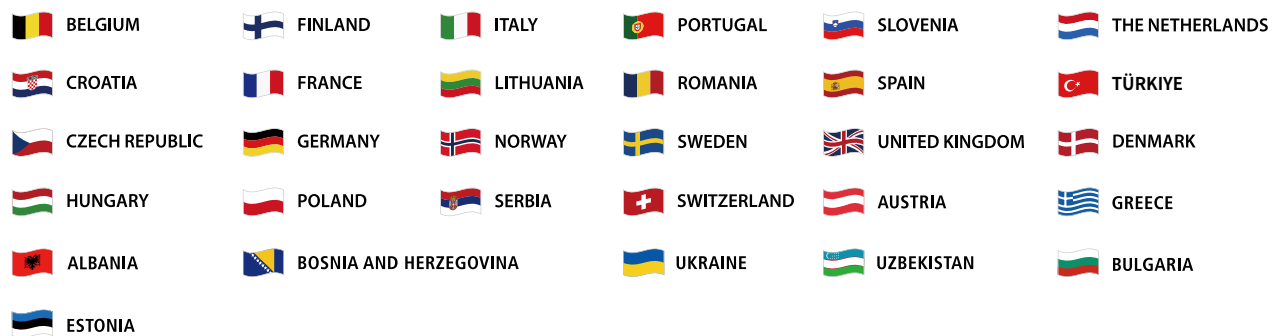 BELGIUM FINLAND ITALY PORTUGAL SLOVENIA THE NETHERLANDS
CROATIA FRANCE LITHUANIA ROMANIA SPAIN TÜRKIYE
CZECH REPUBLIC GERMANY NORWAY SWEDEN UNITED KINGDOM DENMARK
HUNGARY POLAND SERBIA SWITZERLAND AUSTRIA GREECE
ALBANIA BOSNIA AND HERZEGOVINA UKRAINE UZBEKISTAN BULGARIA
ESTONIA